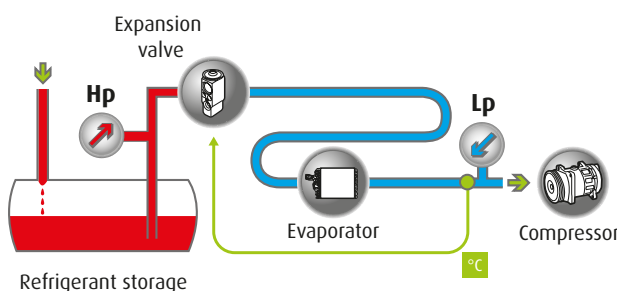 Expansion
valve
Hp
Lp
Evaporator
Compressor
°C
Refrigerant storage